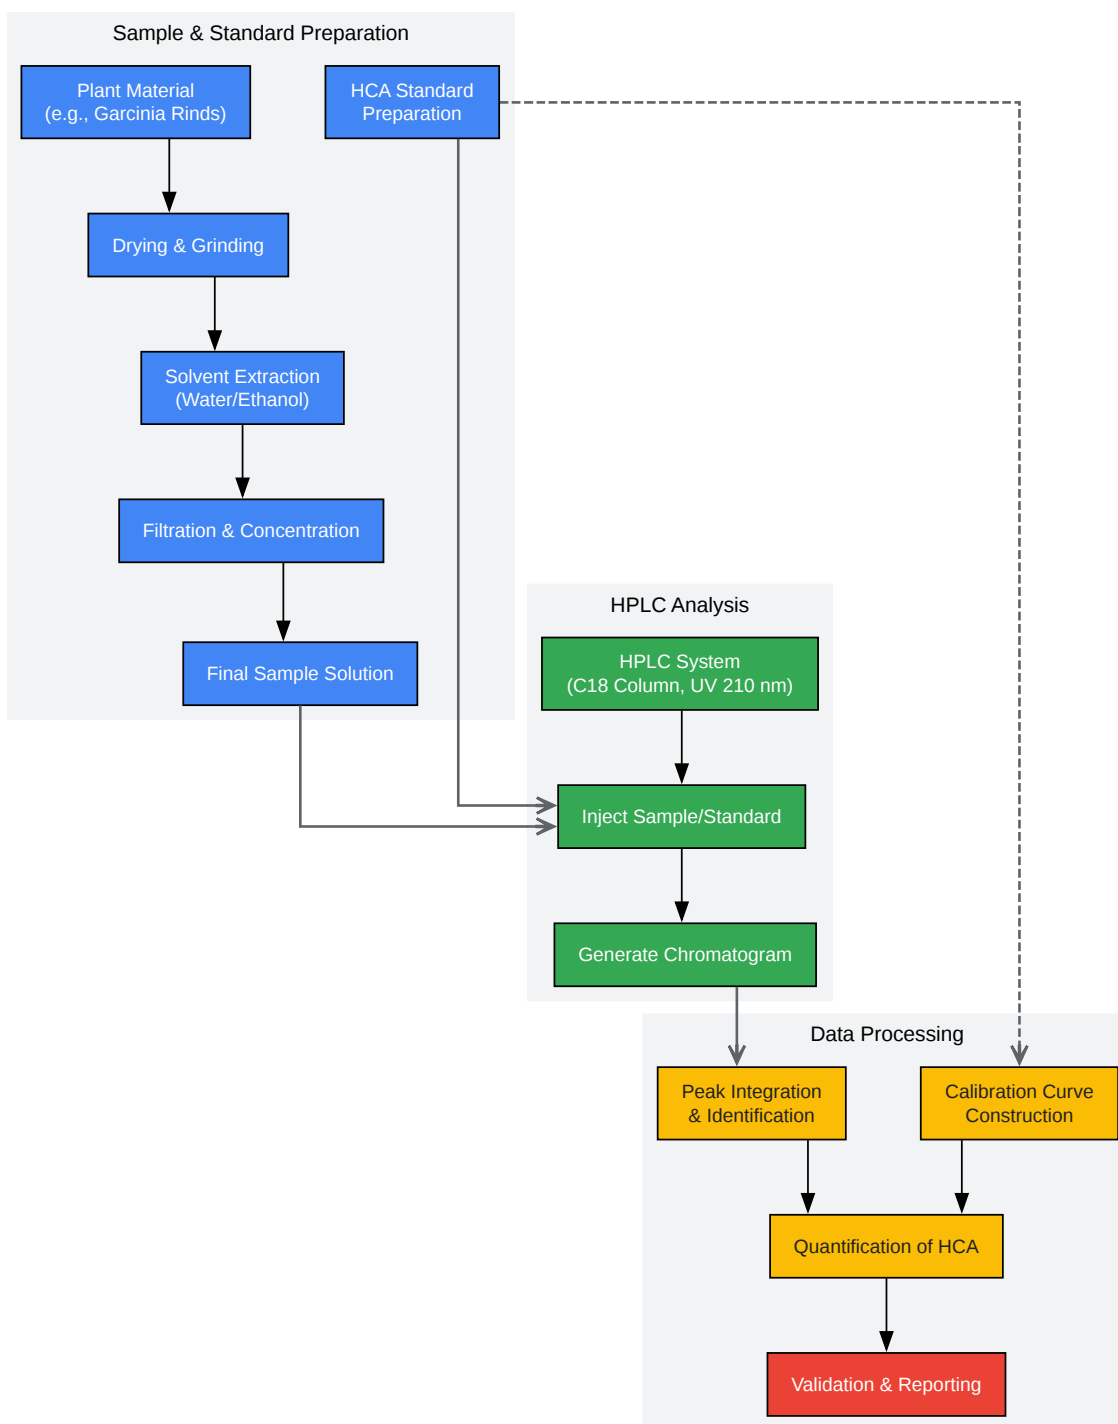 Sample & Standard Preparation
Plant Material
(e.g., Garcinia Rinds)
HCA Standard
Preparation
Drying & Grinding
Solvent Extraction
(Water/Ethanol)
Filtration & Concentration
Final Sample Solution
HPLC Analysis
HPLC System
(C18 Column, UV 210 nm)
Inject Sample/Standard
Generate Chromatogram
Data Processing
Peak Integration
& Identification
Calibration Curve
Construction
Quantification of HCA
Validation & Reporting